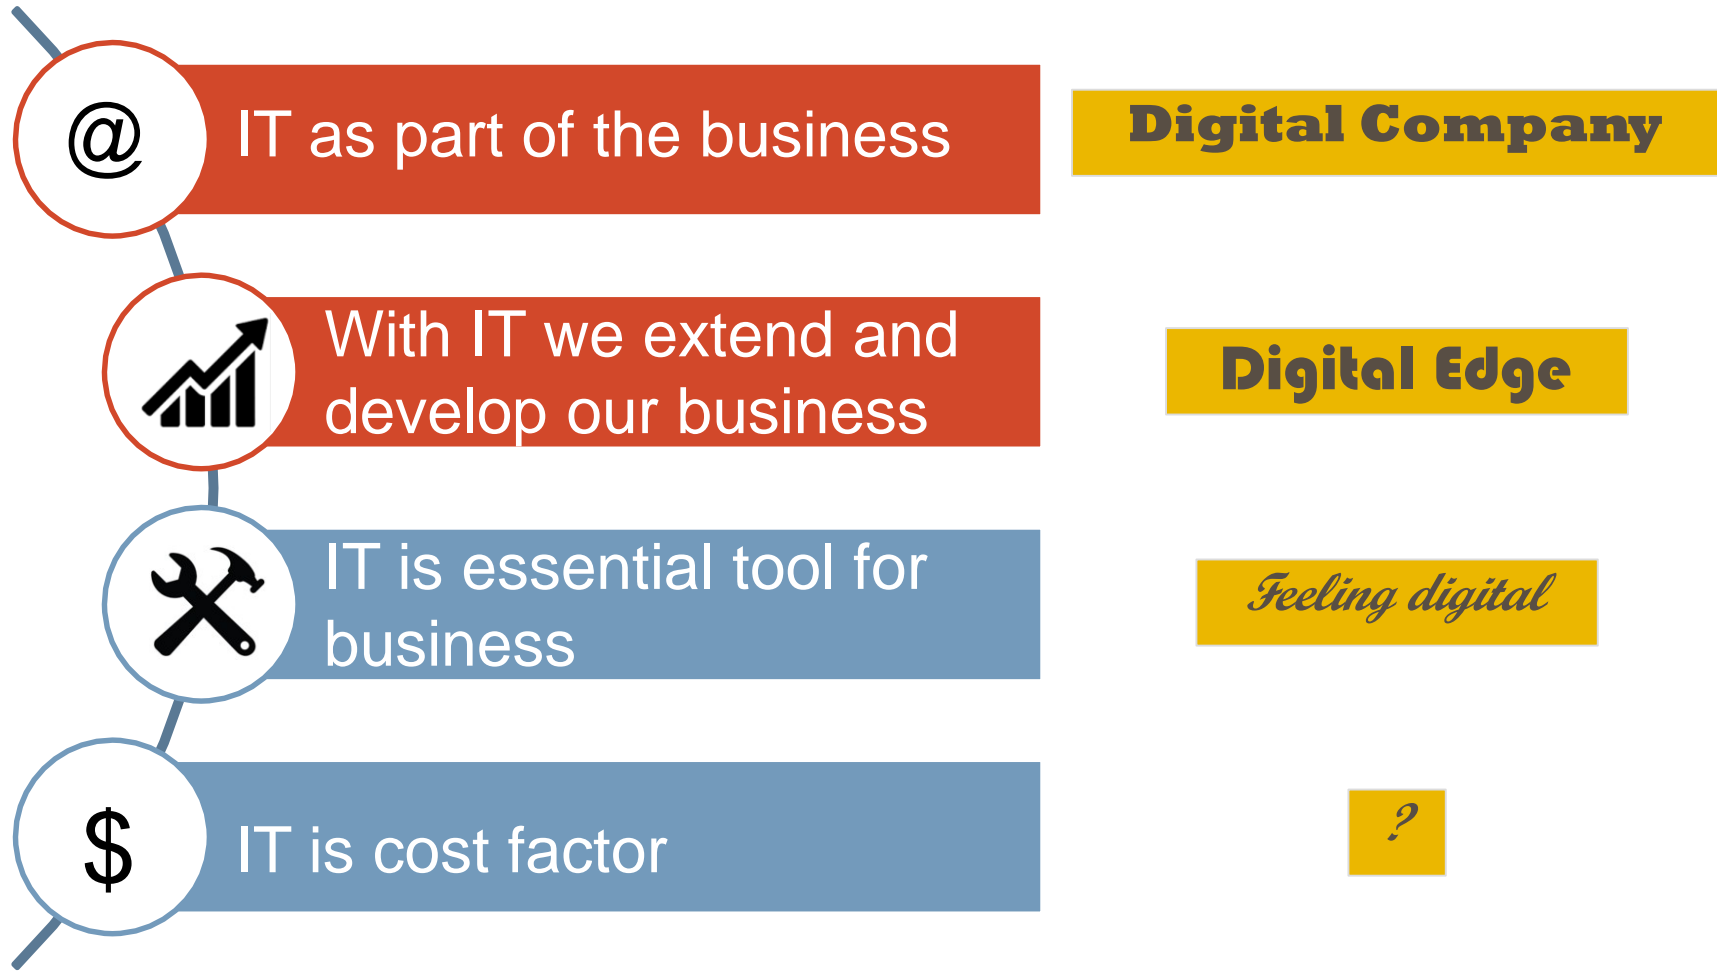 @
IT as part of the business
Digital Company
With IT we extend and
develop our business
Digital Edge
IT is essential tool for
business
Feeling digital
$
IT is cost factor
?